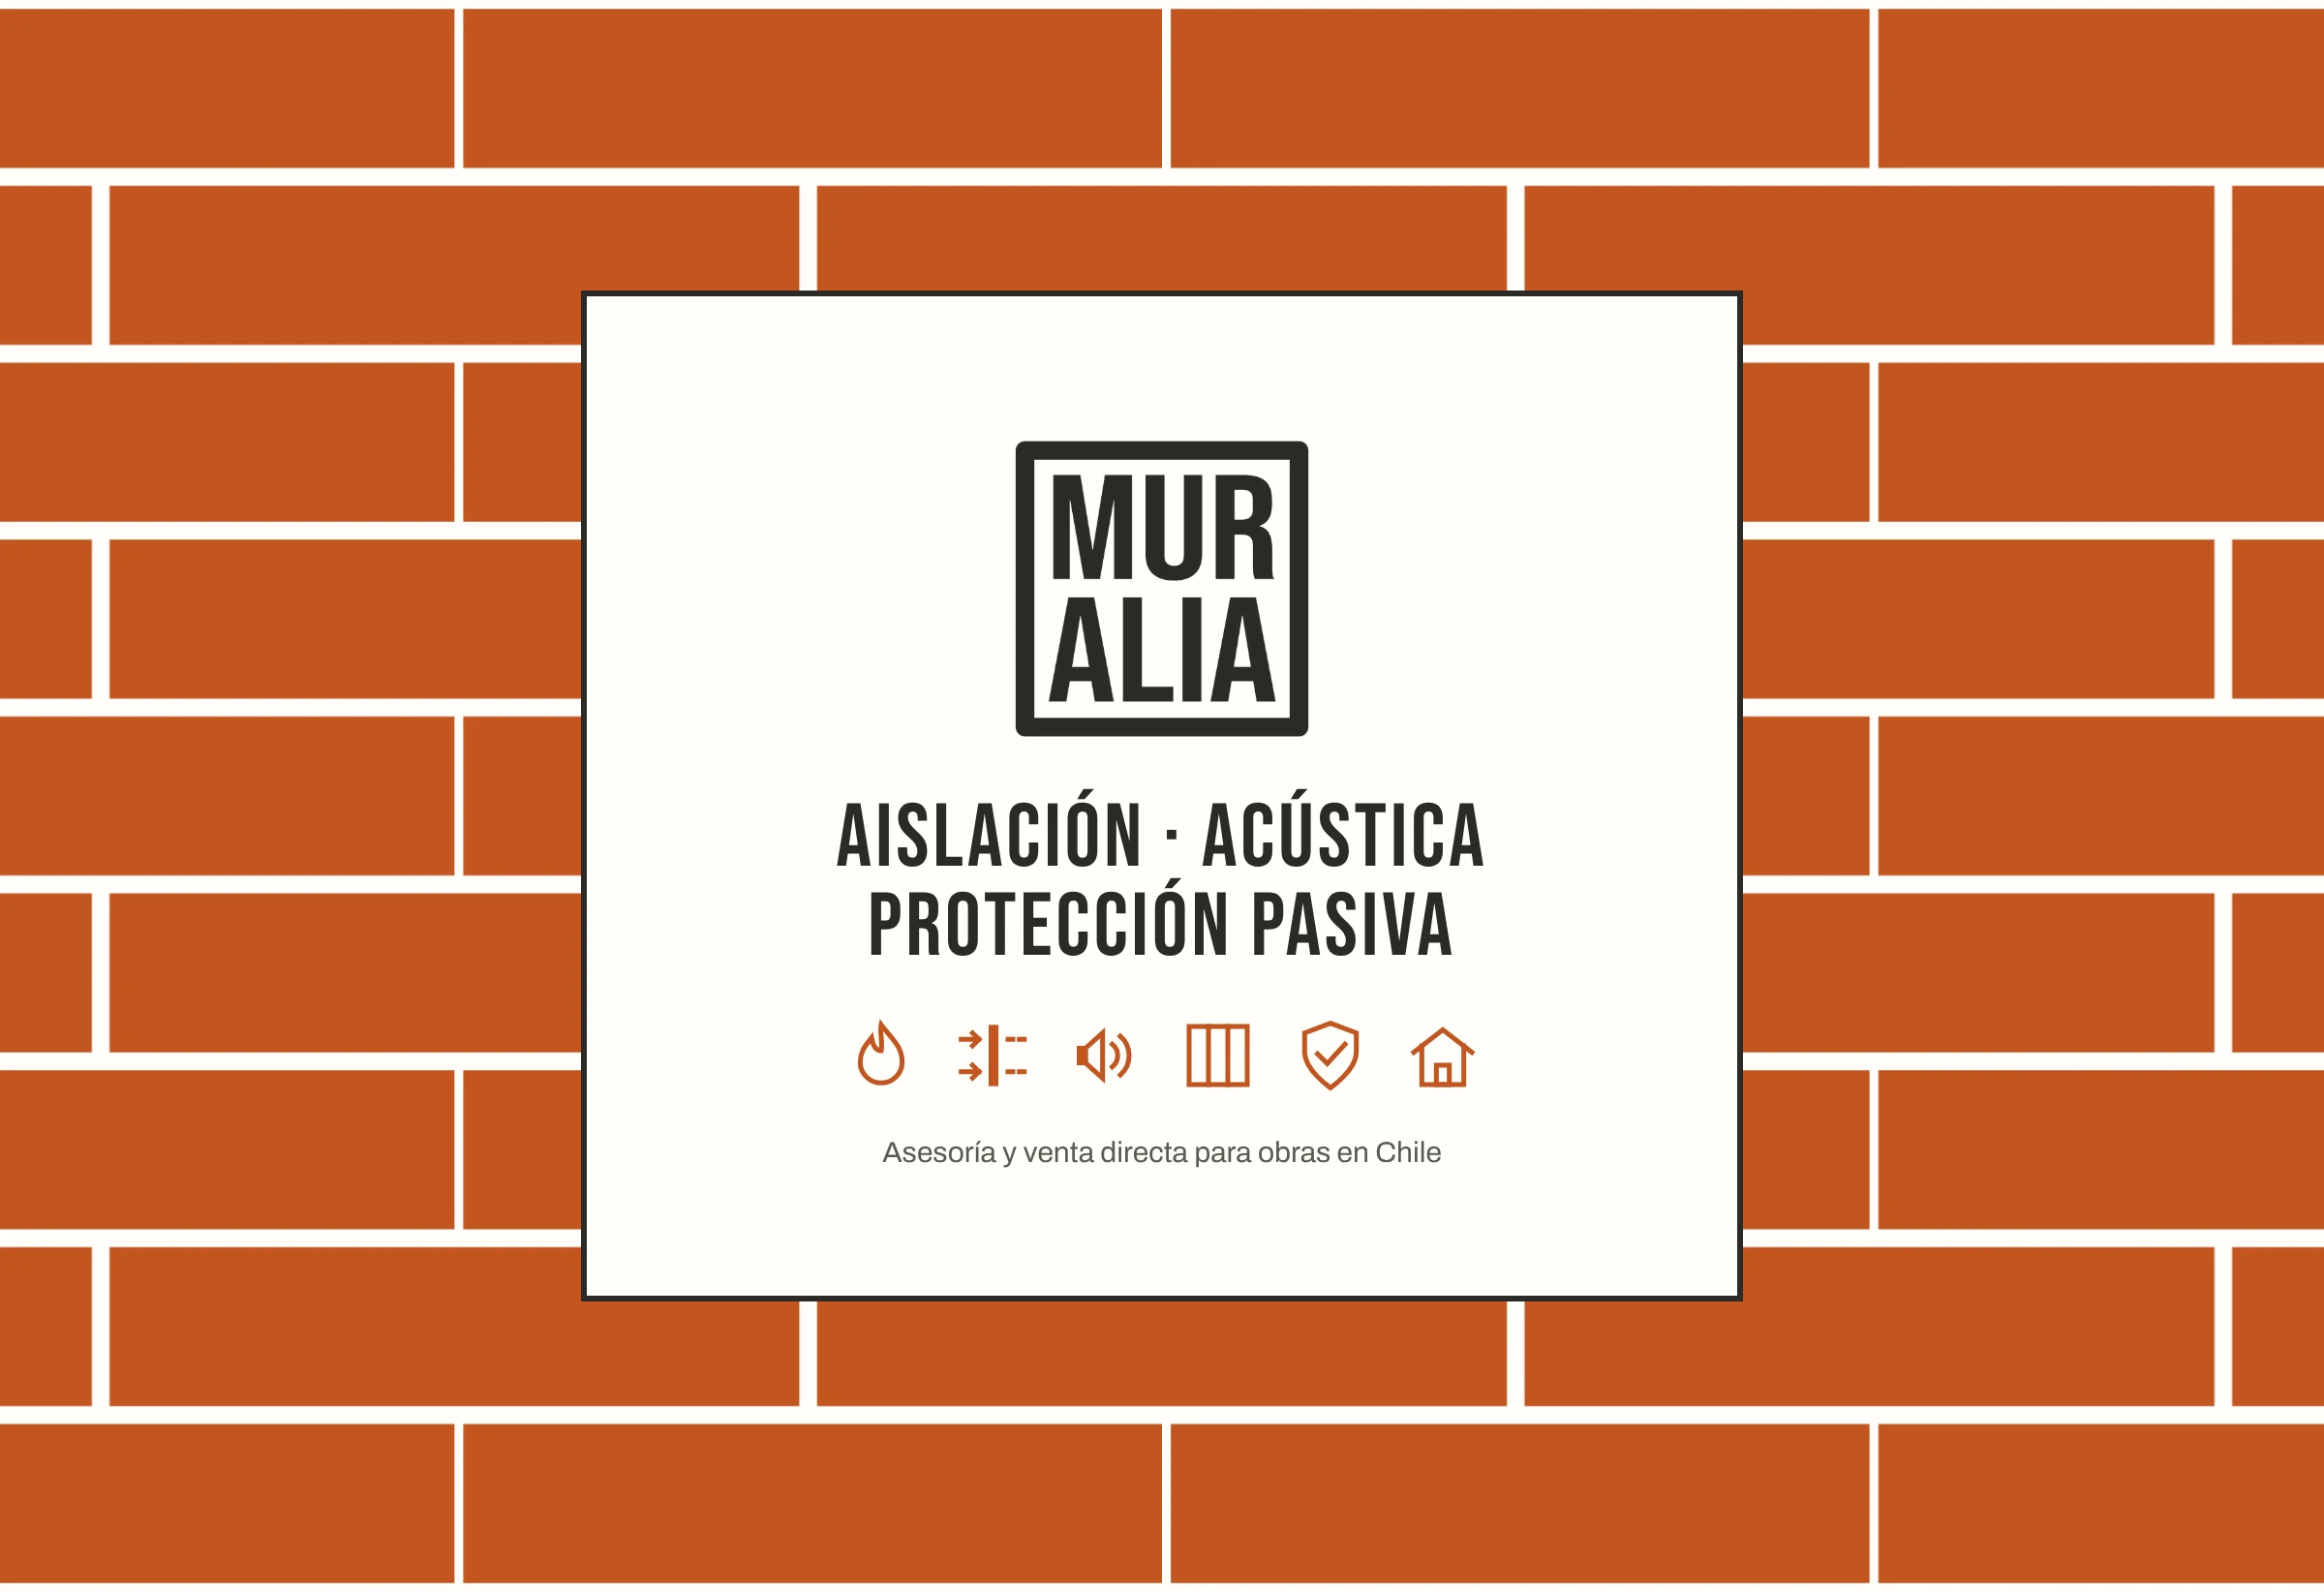 MUR
ALIA
AISLACIÓN · ACÚSTICA
PROTECCIÓN PASIVA
Asesoría y venta directa para obras en Chile